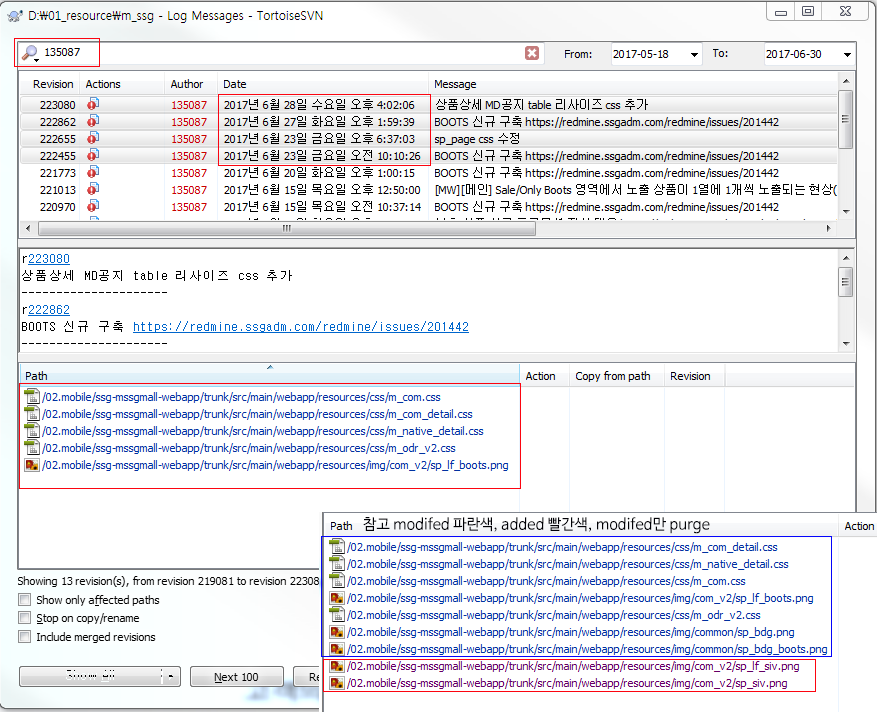 D:₩01_resource₩m_ssg - Log Messages - TortoiseSVN
135087
From: 2017-05-18 To: 2017-06-30
Revision Actions Author Date Message
223080 135087 2017년 6월 28일 수요일 오후 4:02:06 상품상세 MD공지 table 리사이즈 css 추가
222862 135087 2017년 6월 27일 화요일 오후 1:59:39 BOOTS 신규 구축 https://redmine.ssgadm.com/redmine/issues/201442
222655 135087 2017년 6월 23일 금요일 오후 6:37:03 sp_page css 수정
222455 135087 2017년 6월 23일 금요일 오전 10:10:26 BOOTS 신규 구축 https://redmine.ssgadm.com/redmine/issues/201442
221773 135087 2017년 6월 20일 화요일 오후 1:00:15 BOOTS 신규 구축 https://redmine.ssgadm.com/redmine/issues/201442
221013 135087 2017년 6월 15일 목요일 오후 12:50:00 [MW][메인] Sale/Only Boots 영역에서 노출 상품이 1열에 1개씩 노출되는 현상(
220970 135087 2017년 6월 15일 목요일 오전 10:37:14 BOOTS 신규 구축 https://redmine.ssgadm.com/redmine/issues/201442
r223080
상품상세 MD공지 table 리사이즈 css 추가
--------------------
r222862
BOOTS 신규 구축 https://redmine.ssgadm.com/redmine/issues/201442
--------------------
Path Action Copy from path Revision
/02.mobile/ssg-mssgmall-webapp/trunk/src/main/webapp/resources/css/m_com.css
/02.mobile/ssg-mssgmall-webapp/trunk/src/main/webapp/resources/css/m_com_detail.css
/02.mobile/ssg-mssgmall-webapp/trunk/src/main/webapp/resources/css/m_native_detail.css
/02.mobile/ssg-mssgmall-webapp/trunk/src/main/webapp/resources/css/m_odr_v2.css
/02.mobile/ssg-mssgmall-webapp/trunk/src/main/webapp/resources/img/com_v2/sp_lf_boots.png
Path 참고 modifed 파란색, added 빨간색, modifed만 purge Action
/02.mobile/ssg-mssgmall-webapp/trunk/src/main/webapp/resources/css/m_com_detail.css
/02.mobile/ssg-mssgmall-webapp/trunk/src/main/webapp/resources/css/m_native_detail.css
/02.mobile/ssg-mssgmall-webapp/trunk/src/main/webapp/resources/css/m_com.css
/02.mobile/ssg-mssgmall-webapp/trunk/src/main/webapp/resources/img/com_v2/sp_lf_boots.png
/02.mobile/ssg-mssgmall-webapp/trunk/src/main/webapp/resources/css/m_odr_v2.css
/02.mobile/ssg-mssgmall-webapp/trunk/src/main/webapp/resources/img/common/sp_bdg.png
/02.mobile/ssg-mssgmall-webapp/trunk/src/main/webapp/resources/img/common/sp_bdg_boots.png
/02.mobile/ssg-mssgmall-webapp/trunk/src/main/webapp/resources/img/com_v2/sp_lf_siv.png
/02.mobile/ssg-mssgmall-webapp/trunk/src/main/webapp/resources/img/com_v2/sp_siv.png
Showing 13 revision(s), from revision 219081 to revision 22308
Show only affected paths
Stop on copy/rename
Include merged revisions
Next 100 Re